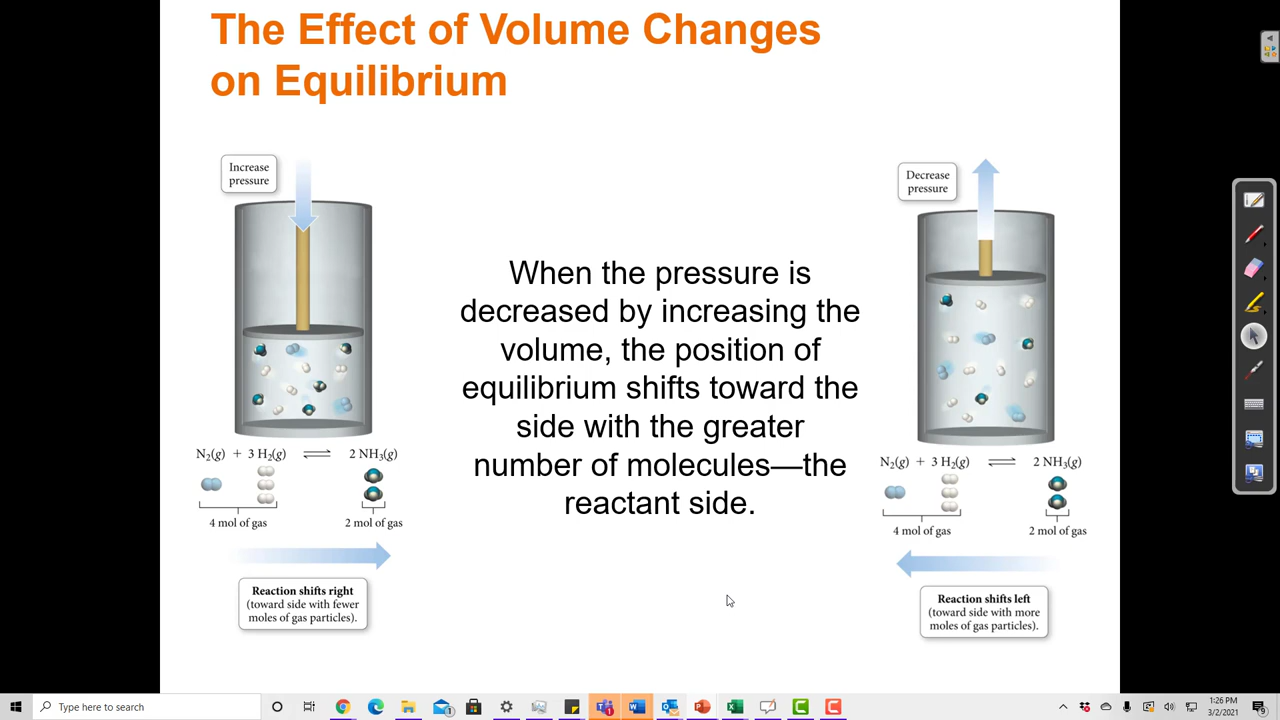 The Effect of Volume Changes
on Equilibrium
Increase
pressure
N₂(g) + 3 H₂(g) ⇌ 2 NH₃(g)
4 mol of gas
2 mol of gas
Reaction shifts right
(toward side with fewer
moles of gas particles).
When the pressure is
decreased by increasing the
volume, the position of
equilibrium shifts toward the
side with the greater
number of molecules—the
reactant side.
Decrease
pressure
N₂(g) + 3 H₂(g) ⇌ 2 NH₃(g)
4 mol of gas
2 mol of gas
Reaction shifts left
(toward side with more
moles of gas particles).
Type here to search
1:26 PM
3/2/2021